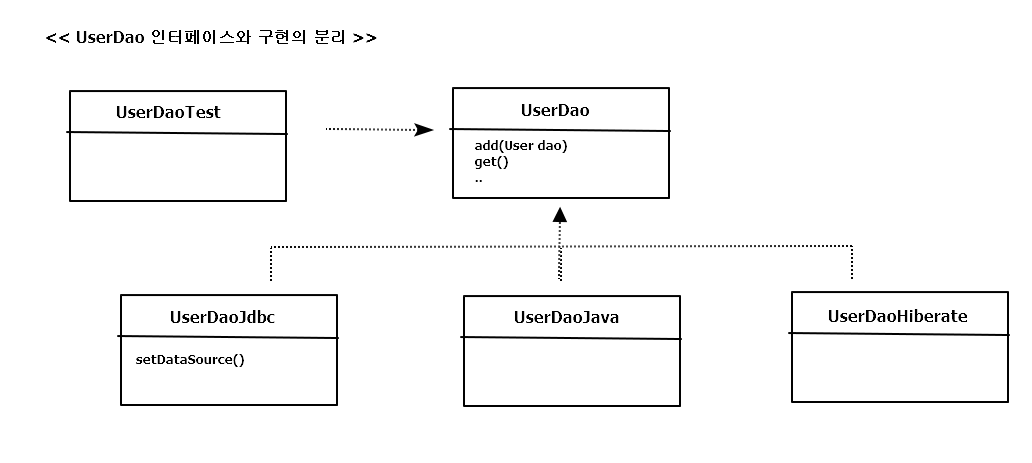 << UserDao 인터페이스와 구현의 분리 >>
UserDaoTest
UserDao
add(User dao)
get()
..
UserDaoJdbc
setDataSource()
UserDaoJava
UserDaoHiberate